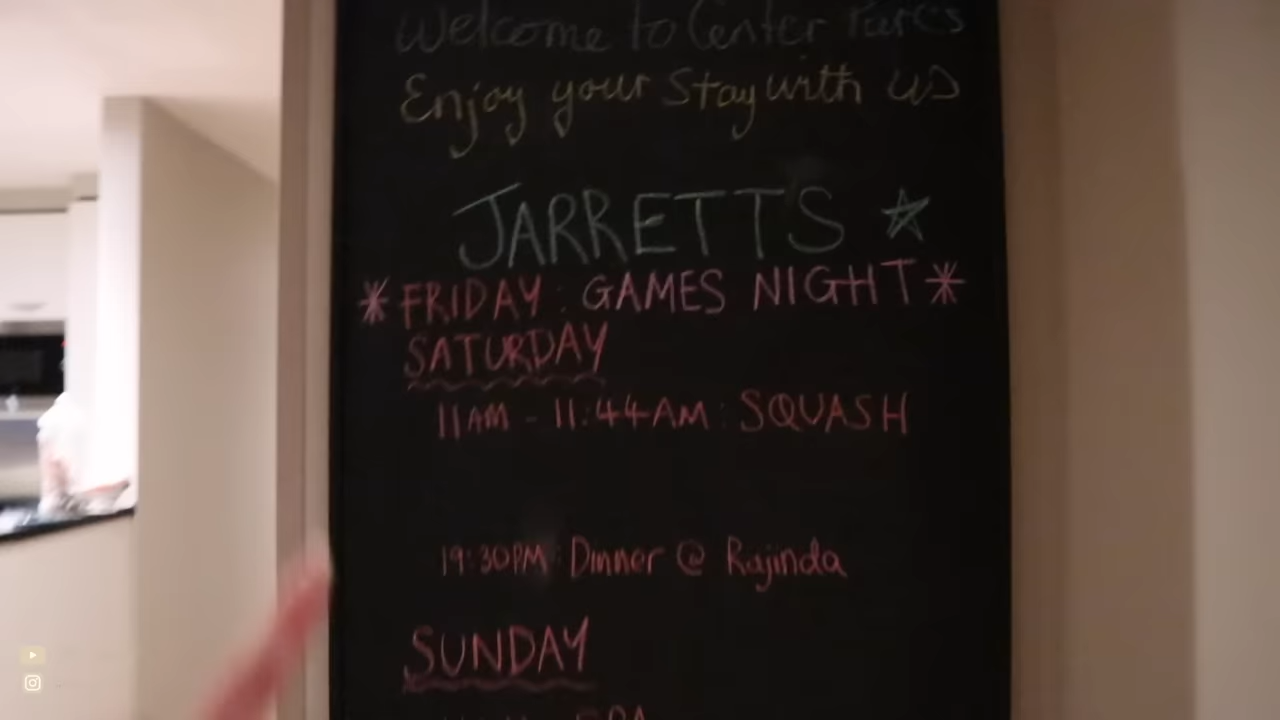 Welcome to Center Parcs
Enjoy your Stay with us
JARRETTS
*FRIDAY: GAMES NIGHT*
SATURDAY
11AM - 11:44AM: SQUASH
19:30PM: Dinner @ Rajinda
SUNDAY